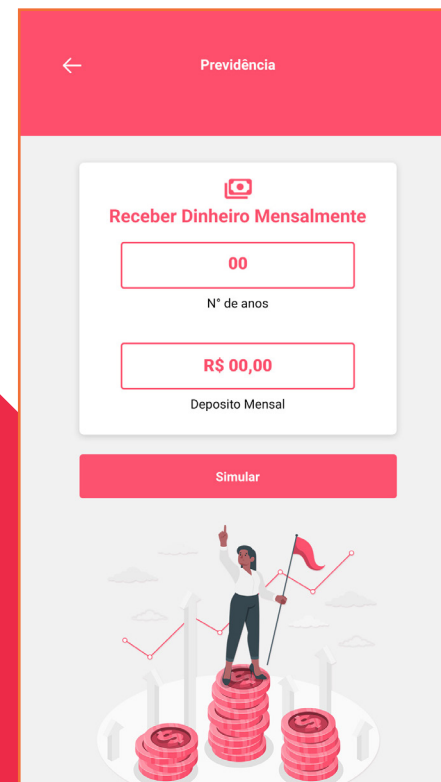 Previdência
Receber Dinheiro Mensalmente
00
N° de anos
R$ 00,00
Deposito Mensal
Simular